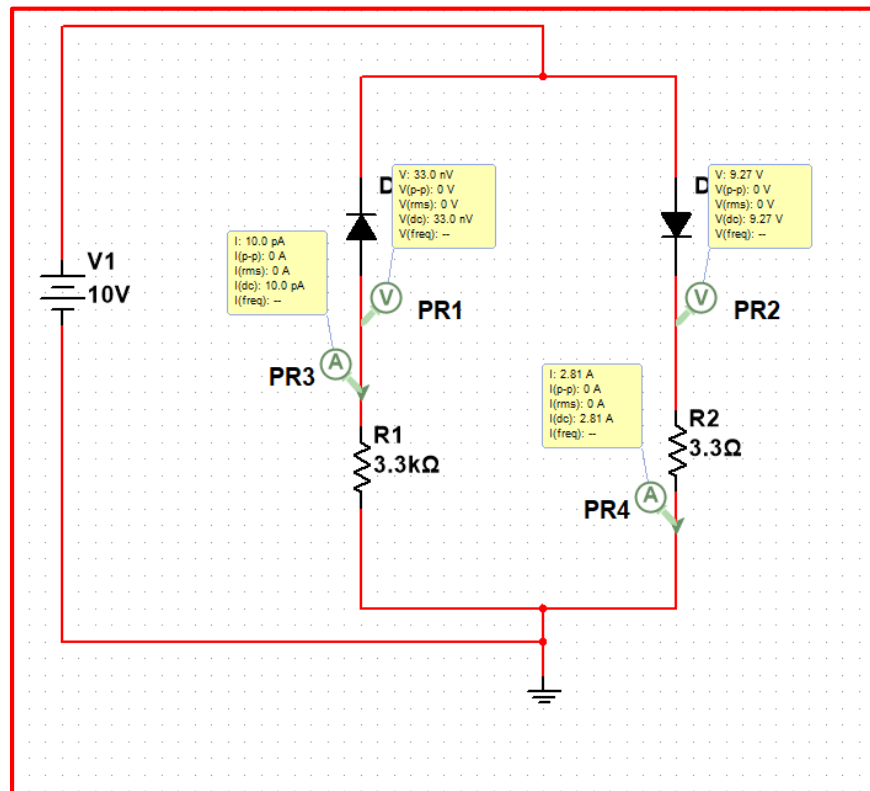 V1
10V
D
V: 33.0 nV
V(p-p): 0 V
V(rms): 0 V
V(dc): 33.0 nV
V(freq): --
V
PR1
I: 10.0 pA
I(p-p): 0 A
I(rms): 0 A
I(dc): 10.0 pA
I(freq): --
A
PR3
R1
3.3kΩ
D
V: 9.27 V
V(p-p): 0 V
V(rms): 0 V
V(dc): 9.27 V
V(freq): --
V
PR2
I: 2.81 A
I(p-p): 0 A
I(rms): 0 A
I(dc): 2.81 A
I(freq): --
R2
3.3Ω
A
PR4